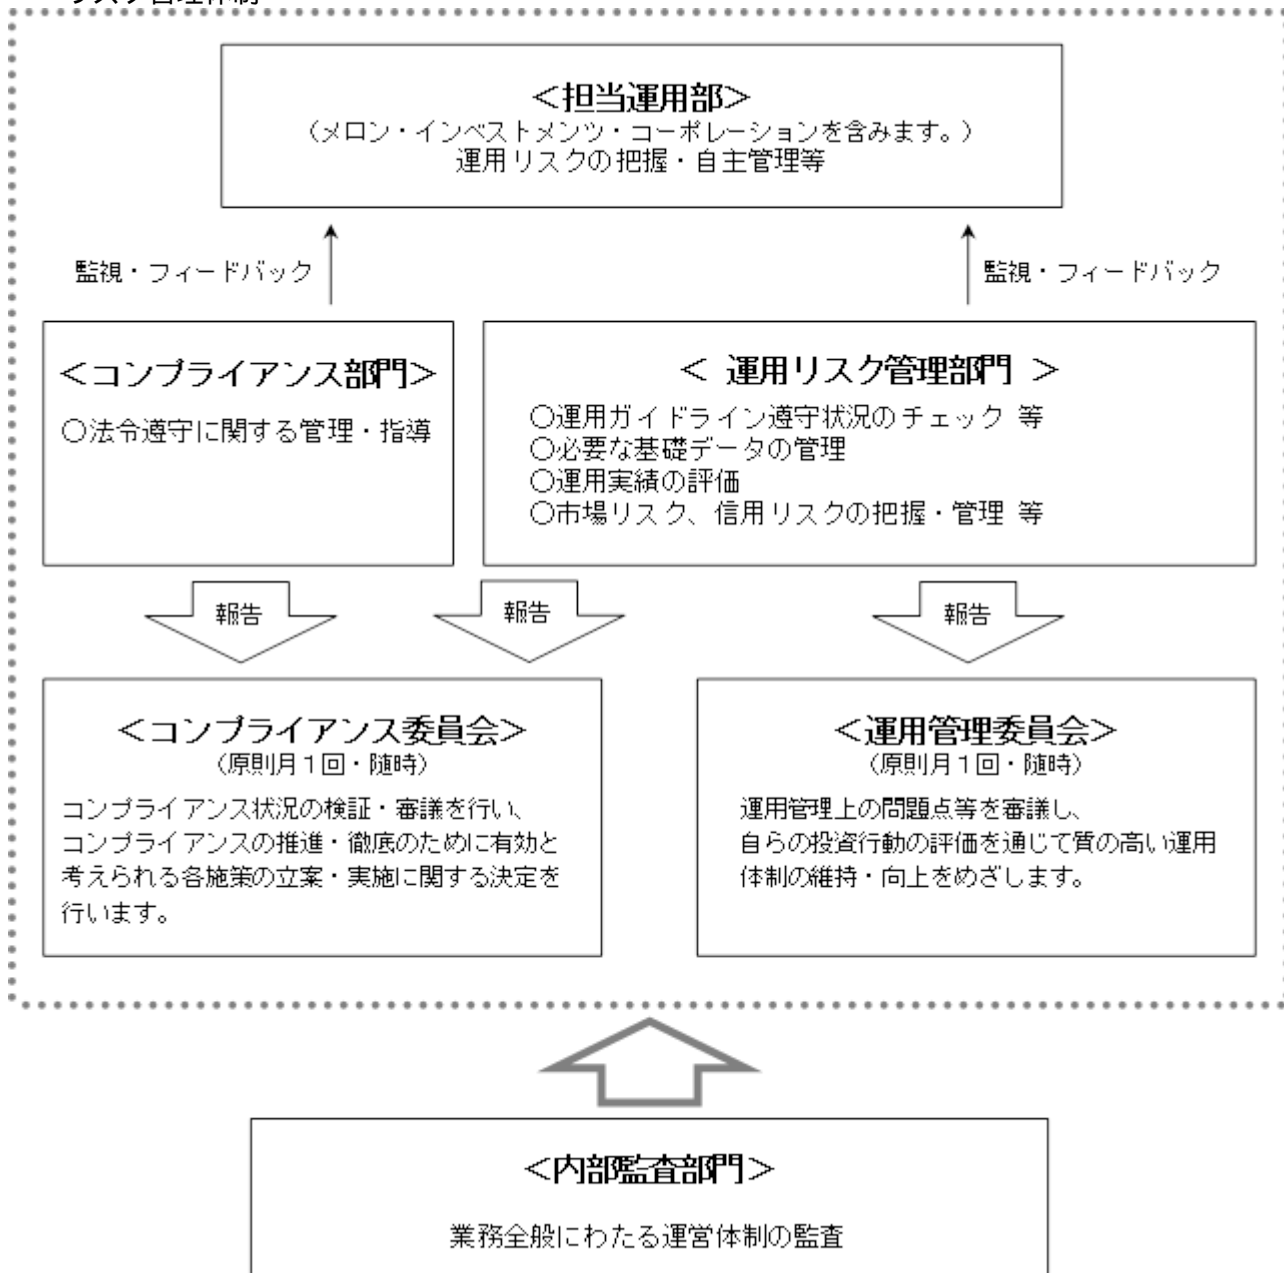 リスク管理体制
＜担当運用部＞
（メロン・インベストメンツ・コーポレーションを含みます。）
運用リスクの把握・自主管理等
監視・フィードバック
監視・フィードバック
＜コンプライアンス部門＞
○法令遵守に関する管理・指導
＜ 運用リスク管理部門 ＞
○運用ガイドライン遵守状況のチェック 等
○必要な基礎データの管理
○運用実績の評価
○市場リスク、信用リスクの把握・管理 等
報告
報告
報告
＜コンプライアンス委員会＞
（原則月１回・随時）
コンプライアンス状況の検証・審議を行い、
コンプライアンスの推進・徹底のために有効と
考えられる各施策の立案・実施に関する決定を
行います。
＜運用管理委員会＞
（原則月１回・随時）
運用管理上の問題点等を審議し、
自らの投資行動の評価を通じて質の高い運用
体制の維持・向上をめざします。
＜内部監査部門＞
業務全般にわたる運営体制の監査